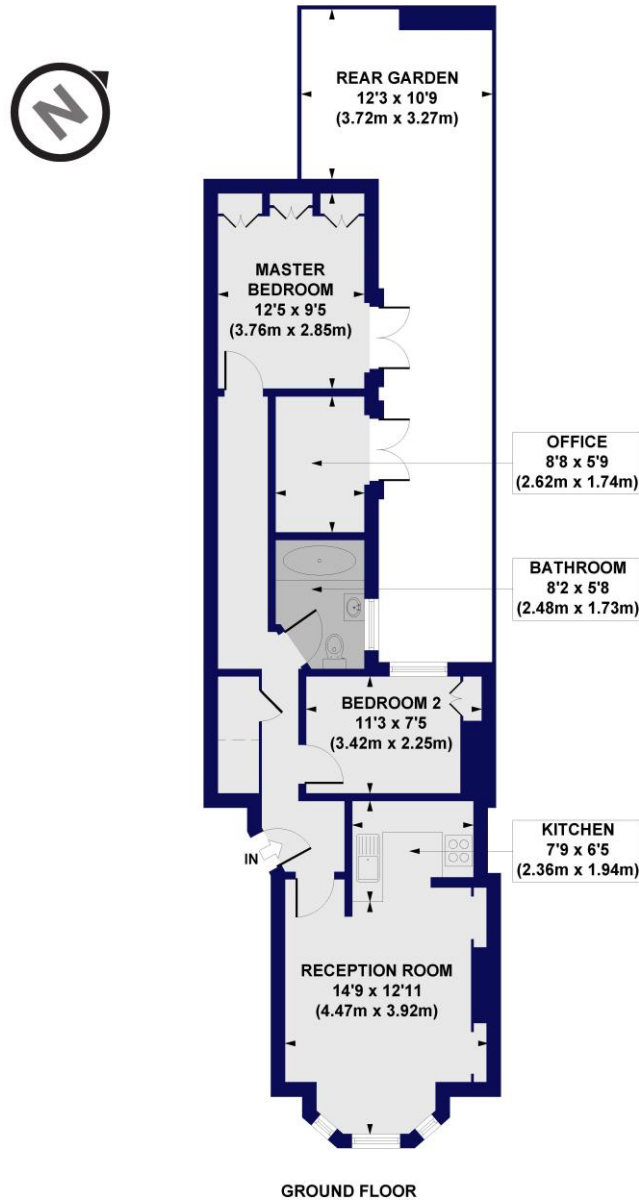 N
REAR GARDEN
12'3 x 10'9
(3.72m x 3.27m)
MASTER
BEDROOM
12'5 x 9'5
(3.76m x 2.85m)
OFFICE
8'8 x 5'9
(2.62m x 1.74m)
BATHROOM
8'2 x 5'8
(2.48m x 1.73m)
BEDROOM 2
11'3 x 7'5
(3.42m x 2.25m)
KITCHEN
7'9 x 6'5
(2.36m x 1.94m)
IN
RECEPTION ROOM
14'9 x 12'11
(4.47m x 3.92m)
GROUND FLOOR